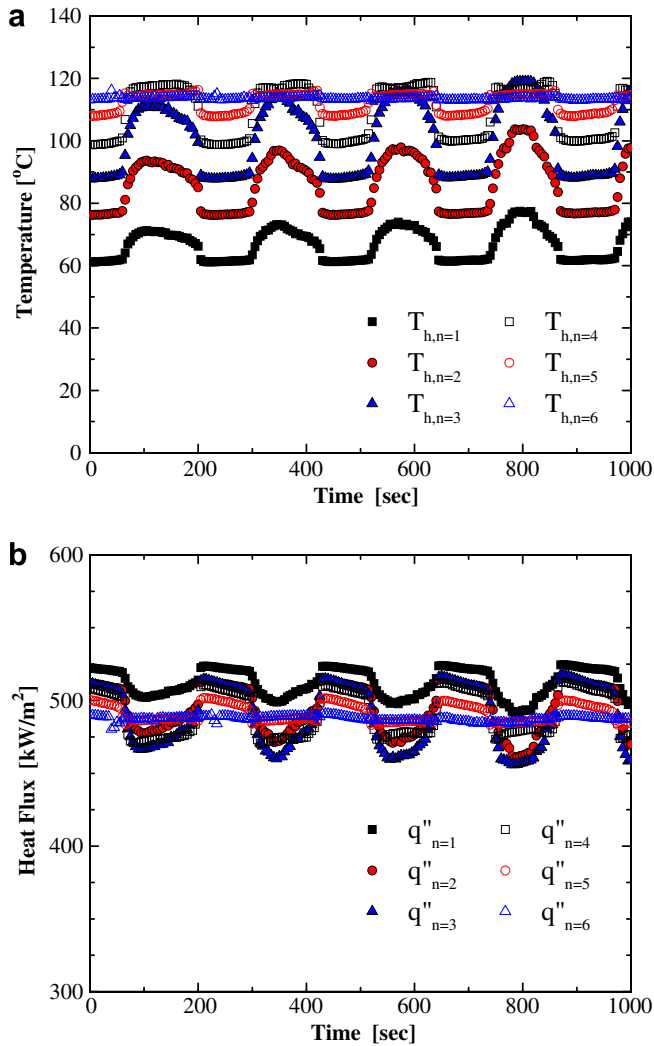 a
140
120
100
80
60
40
20
0
Temperature [°C]
T_h,n=1
T_h,n=4
T_h,n=2
T_h,n=5
T_h,n=3
T_h,n=6
0 200 400 600 800 1000
Time [sec]
b
600
500
400
300
Heat Flux [kW/m²]
q"_n=1
q"_n=4
q"_n=2
q"_n=5
q"_n=3
q"_n=6
0 200 400 600 800 1000
Time [sec]